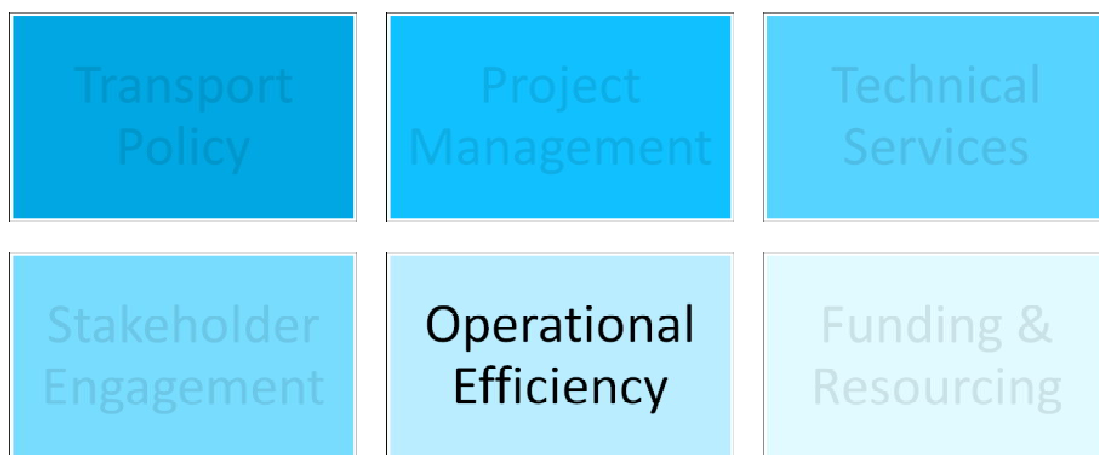 Transport
Policy
Project
Management
Technical
Services
Stakeholder
Engagement
Operational
Efficiency
Funding &
Resourcing